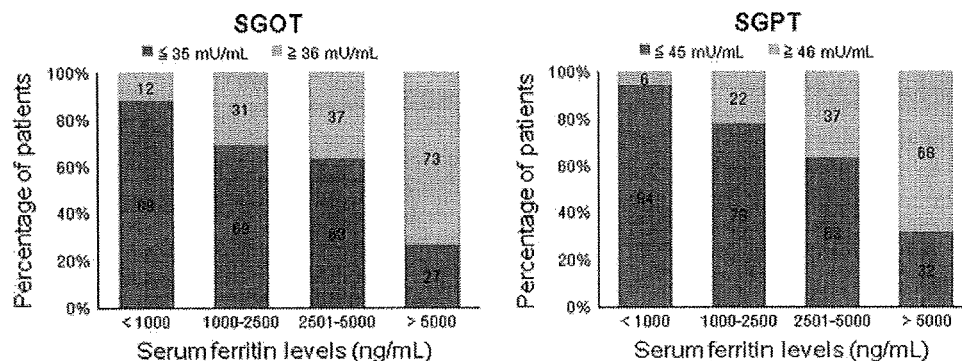 SGOT
≦ 35 mU/mL ≧ 36 mU/mL
Percentage of patients
100%
80%
60%
40%
20%
0%
12
31
37
73
88
69
63
27
< 1000 1000-2500 2501-5000 > 5000
Serum ferritin levels (ng/mL)
SGPT
≦ 45 mU/mL ≧ 46 mU/mL
Percentage of patients
100%
80%
60%
40%
20%
0%
6
22
37
68
94
78
63
32
< 1000 1000-2500 2501-5000 > 5000
Serum ferritin levels (ng/mL)